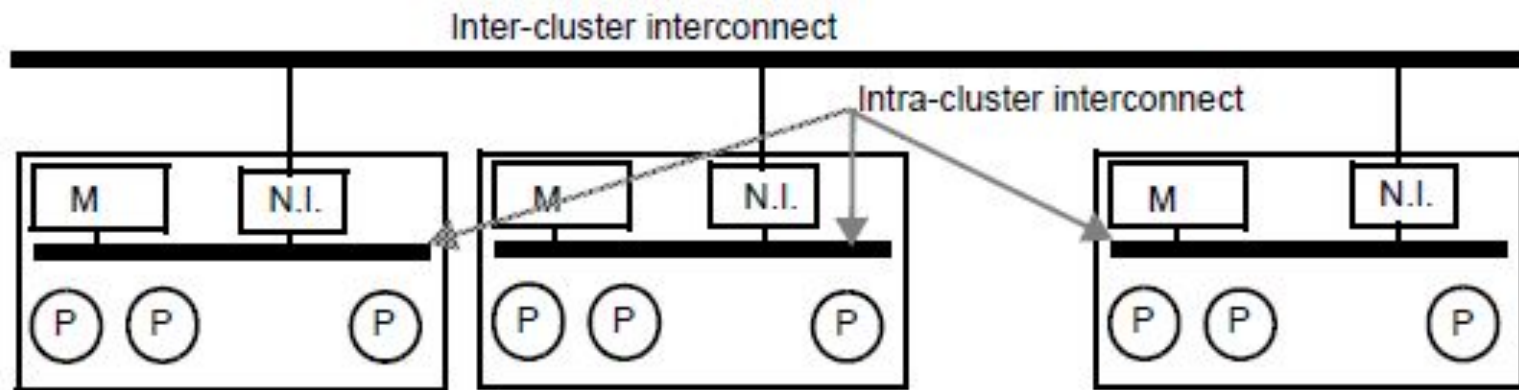 Inter-cluster interconnect
Intra-cluster interconnect
M N.I. M N.I. M N.I.
P P P P P P P P P